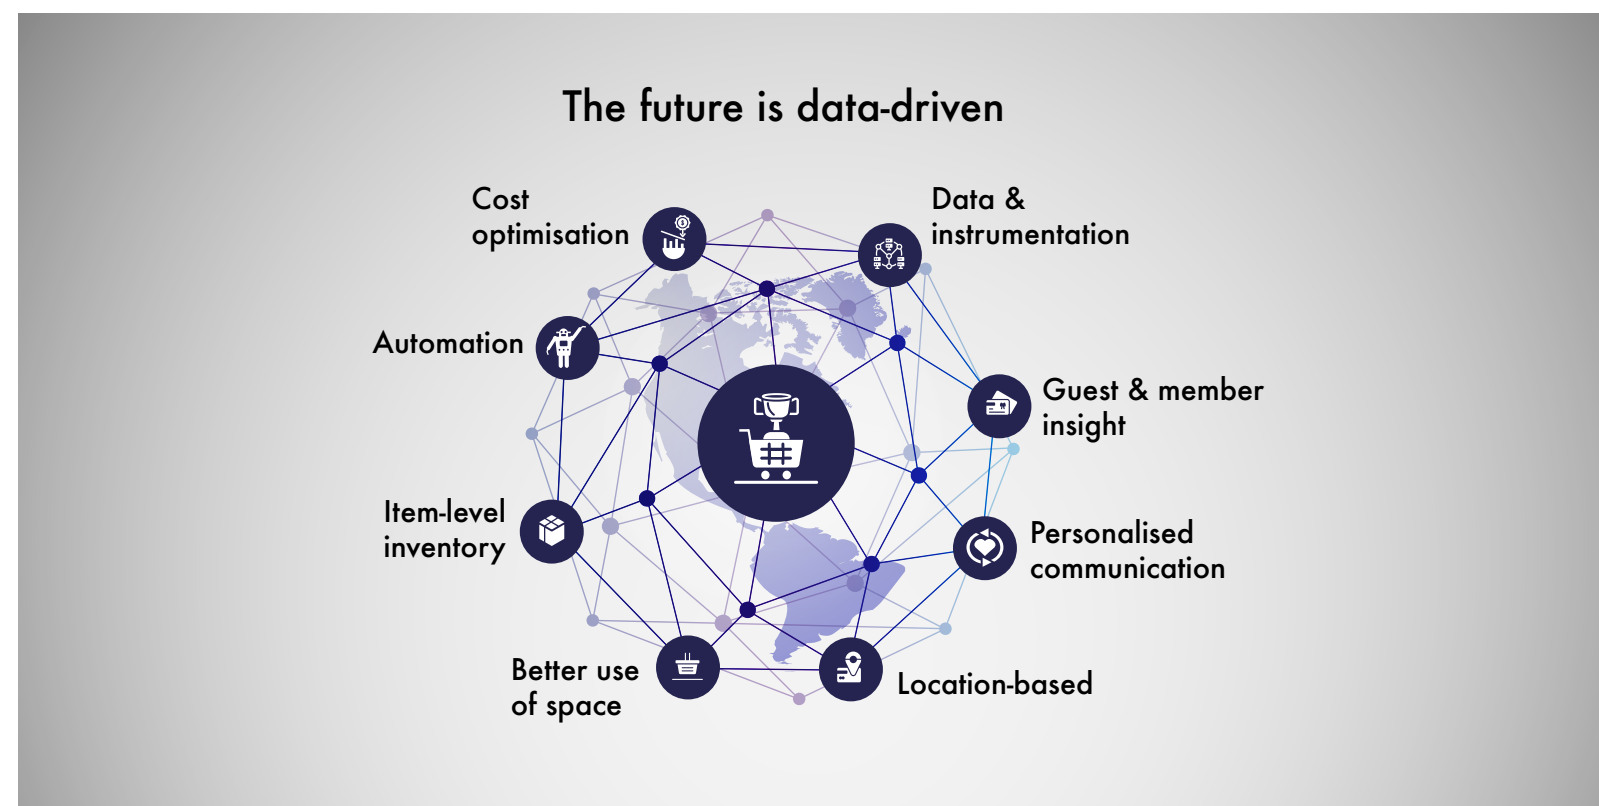 The future is data-driven
Cost
optimisation
Data &
instrumentation
Automation
Guest & member
insight
Item-level
inventory
Personalised
communication
Better use
of space
Location-based